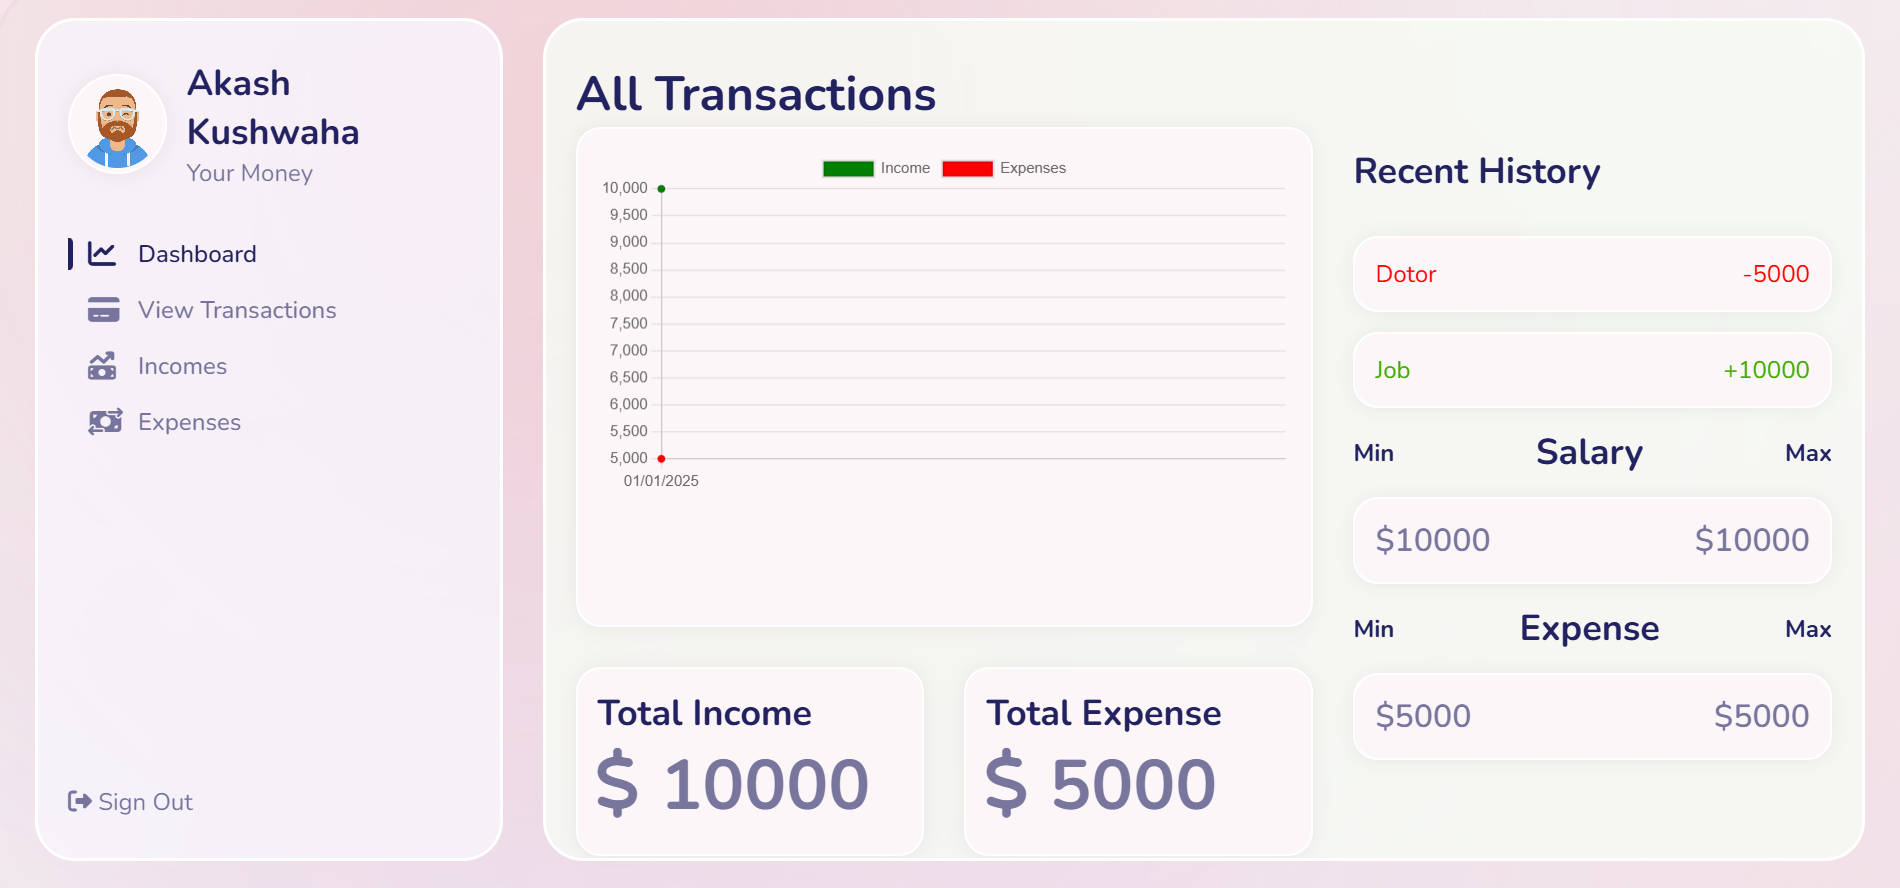 Akash
Kushwaha
Your Money
Dashboard
View Transactions
Incomes
Expenses
Sign Out
All Transactions
Income Expenses
10,000
9,500
9,000
8,500
8,000
7,500
7,000
6,500
6,000
5,500
5,000
01/01/2025
Total Income
$ 10000
Total Expense
$ 5000
Recent History
Dotor -5000
Job +10000
Min Salary Max
$10000 $10000
Min Expense Max
$5000 $5000